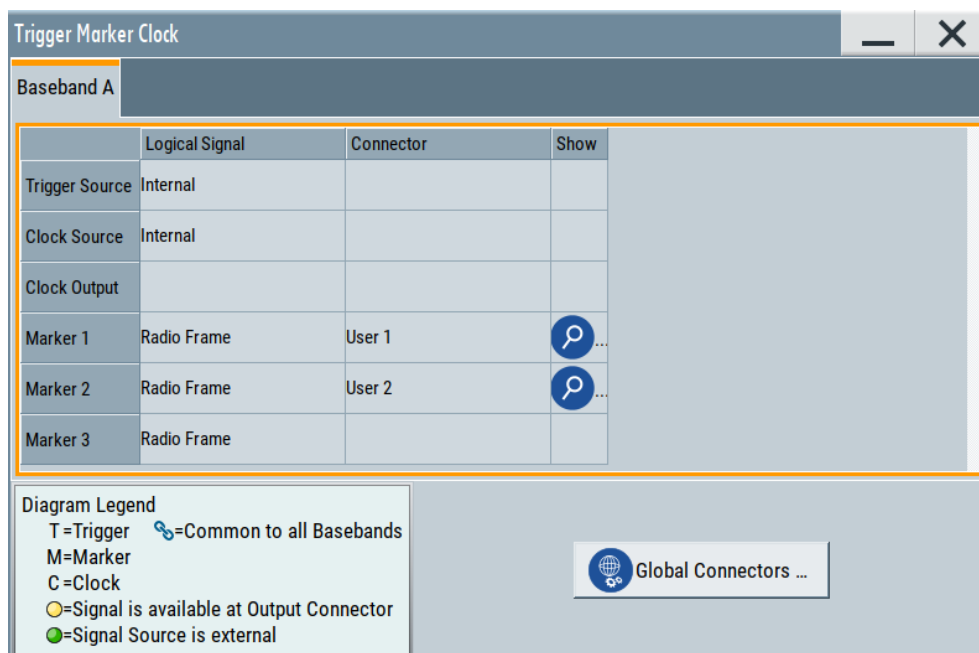 Trigger Marker Clock
Baseband A
Logical Signal Connector Show
Trigger Source Internal
Clock Source Internal
Clock Output
Marker 1 Radio Frame User 1 ...
Marker 2 Radio Frame User 2 ...
Marker 3 Radio Frame
Diagram Legend
T =Trigger =Common to all Basebands
M=Marker
C =Clock
=Signal is available at Output Connector
=Signal Source is external
Global Connectors ...